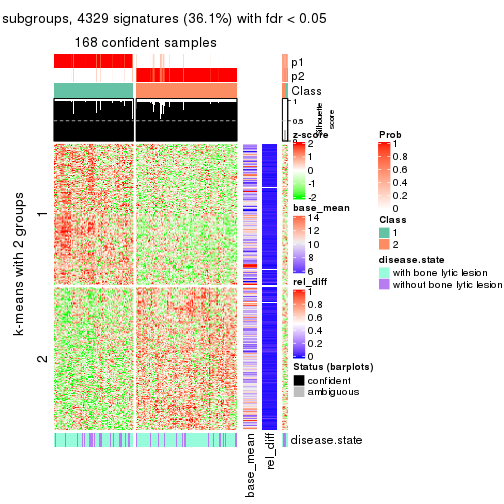 subgroups, 4329 signatures (36.1%) with fdr < 0.05
168 confident samples
p1
p2
Class
1
0.5
0
Silhouette
score
k-means with 2 groups
1
2
z-score
2
1
0
-1
-2
base_mean
14
12
10
8
6
rel_diff
1
0.8
0.6
0.4
0.2
0
Status (barplots)
confident
ambiguous
Prob
1
0.8
0.6
0.4
0.2
0
Class
1
2
disease.state
with bone lytic lesion
without bone lytic lesion
disease.state
base_mean
rel_diff